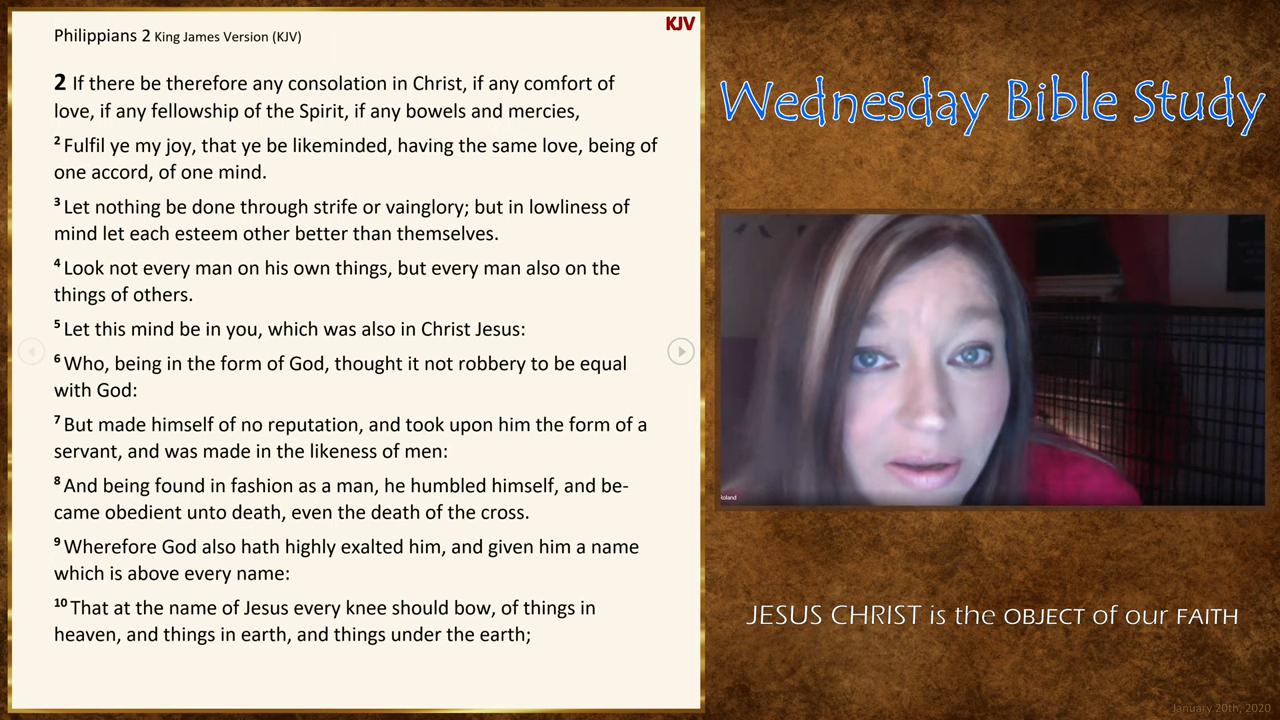 KJV
Philippians 2 King James Version (KJV)
2 If there be therefore any consolation in Christ, if any comfort of
love, if any fellowship of the Spirit, if any bowels and mercies,
2 Fulfil ye my joy, that ye be likeminded, having the same love, being of
one accord, of one mind.
3 Let nothing be done through strife or vainglory; but in lowliness of
mind let each esteem other better than themselves.
4 Look not every man on his own things, but every man also on the
things of others.
5 Let this mind be in you, which was also in Christ Jesus:
6 Who, being in the form of God, thought it not robbery to be equal
with God:
7 But made himself of no reputation, and took upon him the form of a
servant, and was made in the likeness of men:
8 And being found in fashion as a man, he humbled himself, and be-
came obedient unto death, even the death of the cross.
9 Wherefore God also hath highly exalted him, and given him a name
which is above every name:
10 That at the name of Jesus every knee should bow, of things in
heaven, and things in earth, and things under the earth;
Wednesday Bible Study
Roland
JESUS CHRIST is the OBJECT of our FAITH
January 20th, 2020